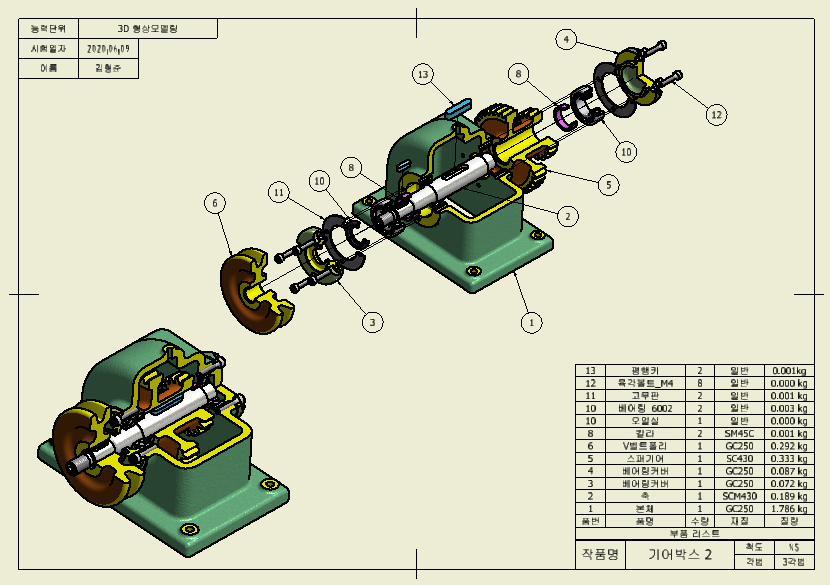 능력단위 3D 형상모델링
시험일자 2020,06,09
이름 김형준
4
13
8
12
10
8
10
5
11
6
2
3
1
13 평행키 2 일반 0.001kg
12 육각볼트_M4 8 일반 0.000 kg
11 고무판 2 일반 0.001 kg
10 베어링 6002 2 일반 0.003 kg
10 오일실 1 일반 0.000 kg
8 칼라 2 SM45C 0.001 kg
6 V벨트풀리 1 GC250 0.292 kg
5 스퍼기어 1 SC430 0.333 kg
4 베어링커버 1 GC250 0.087 kg
3 베어링커버 1 GC250 0.072 kg
2 축 1 SCM430 0.189 kg
1 본체 1 GC250 1.786 kg
품번 품명 수량 재질 질량
부품 리스트
작품명 기어박스 2 척도 NS
각법 3각법